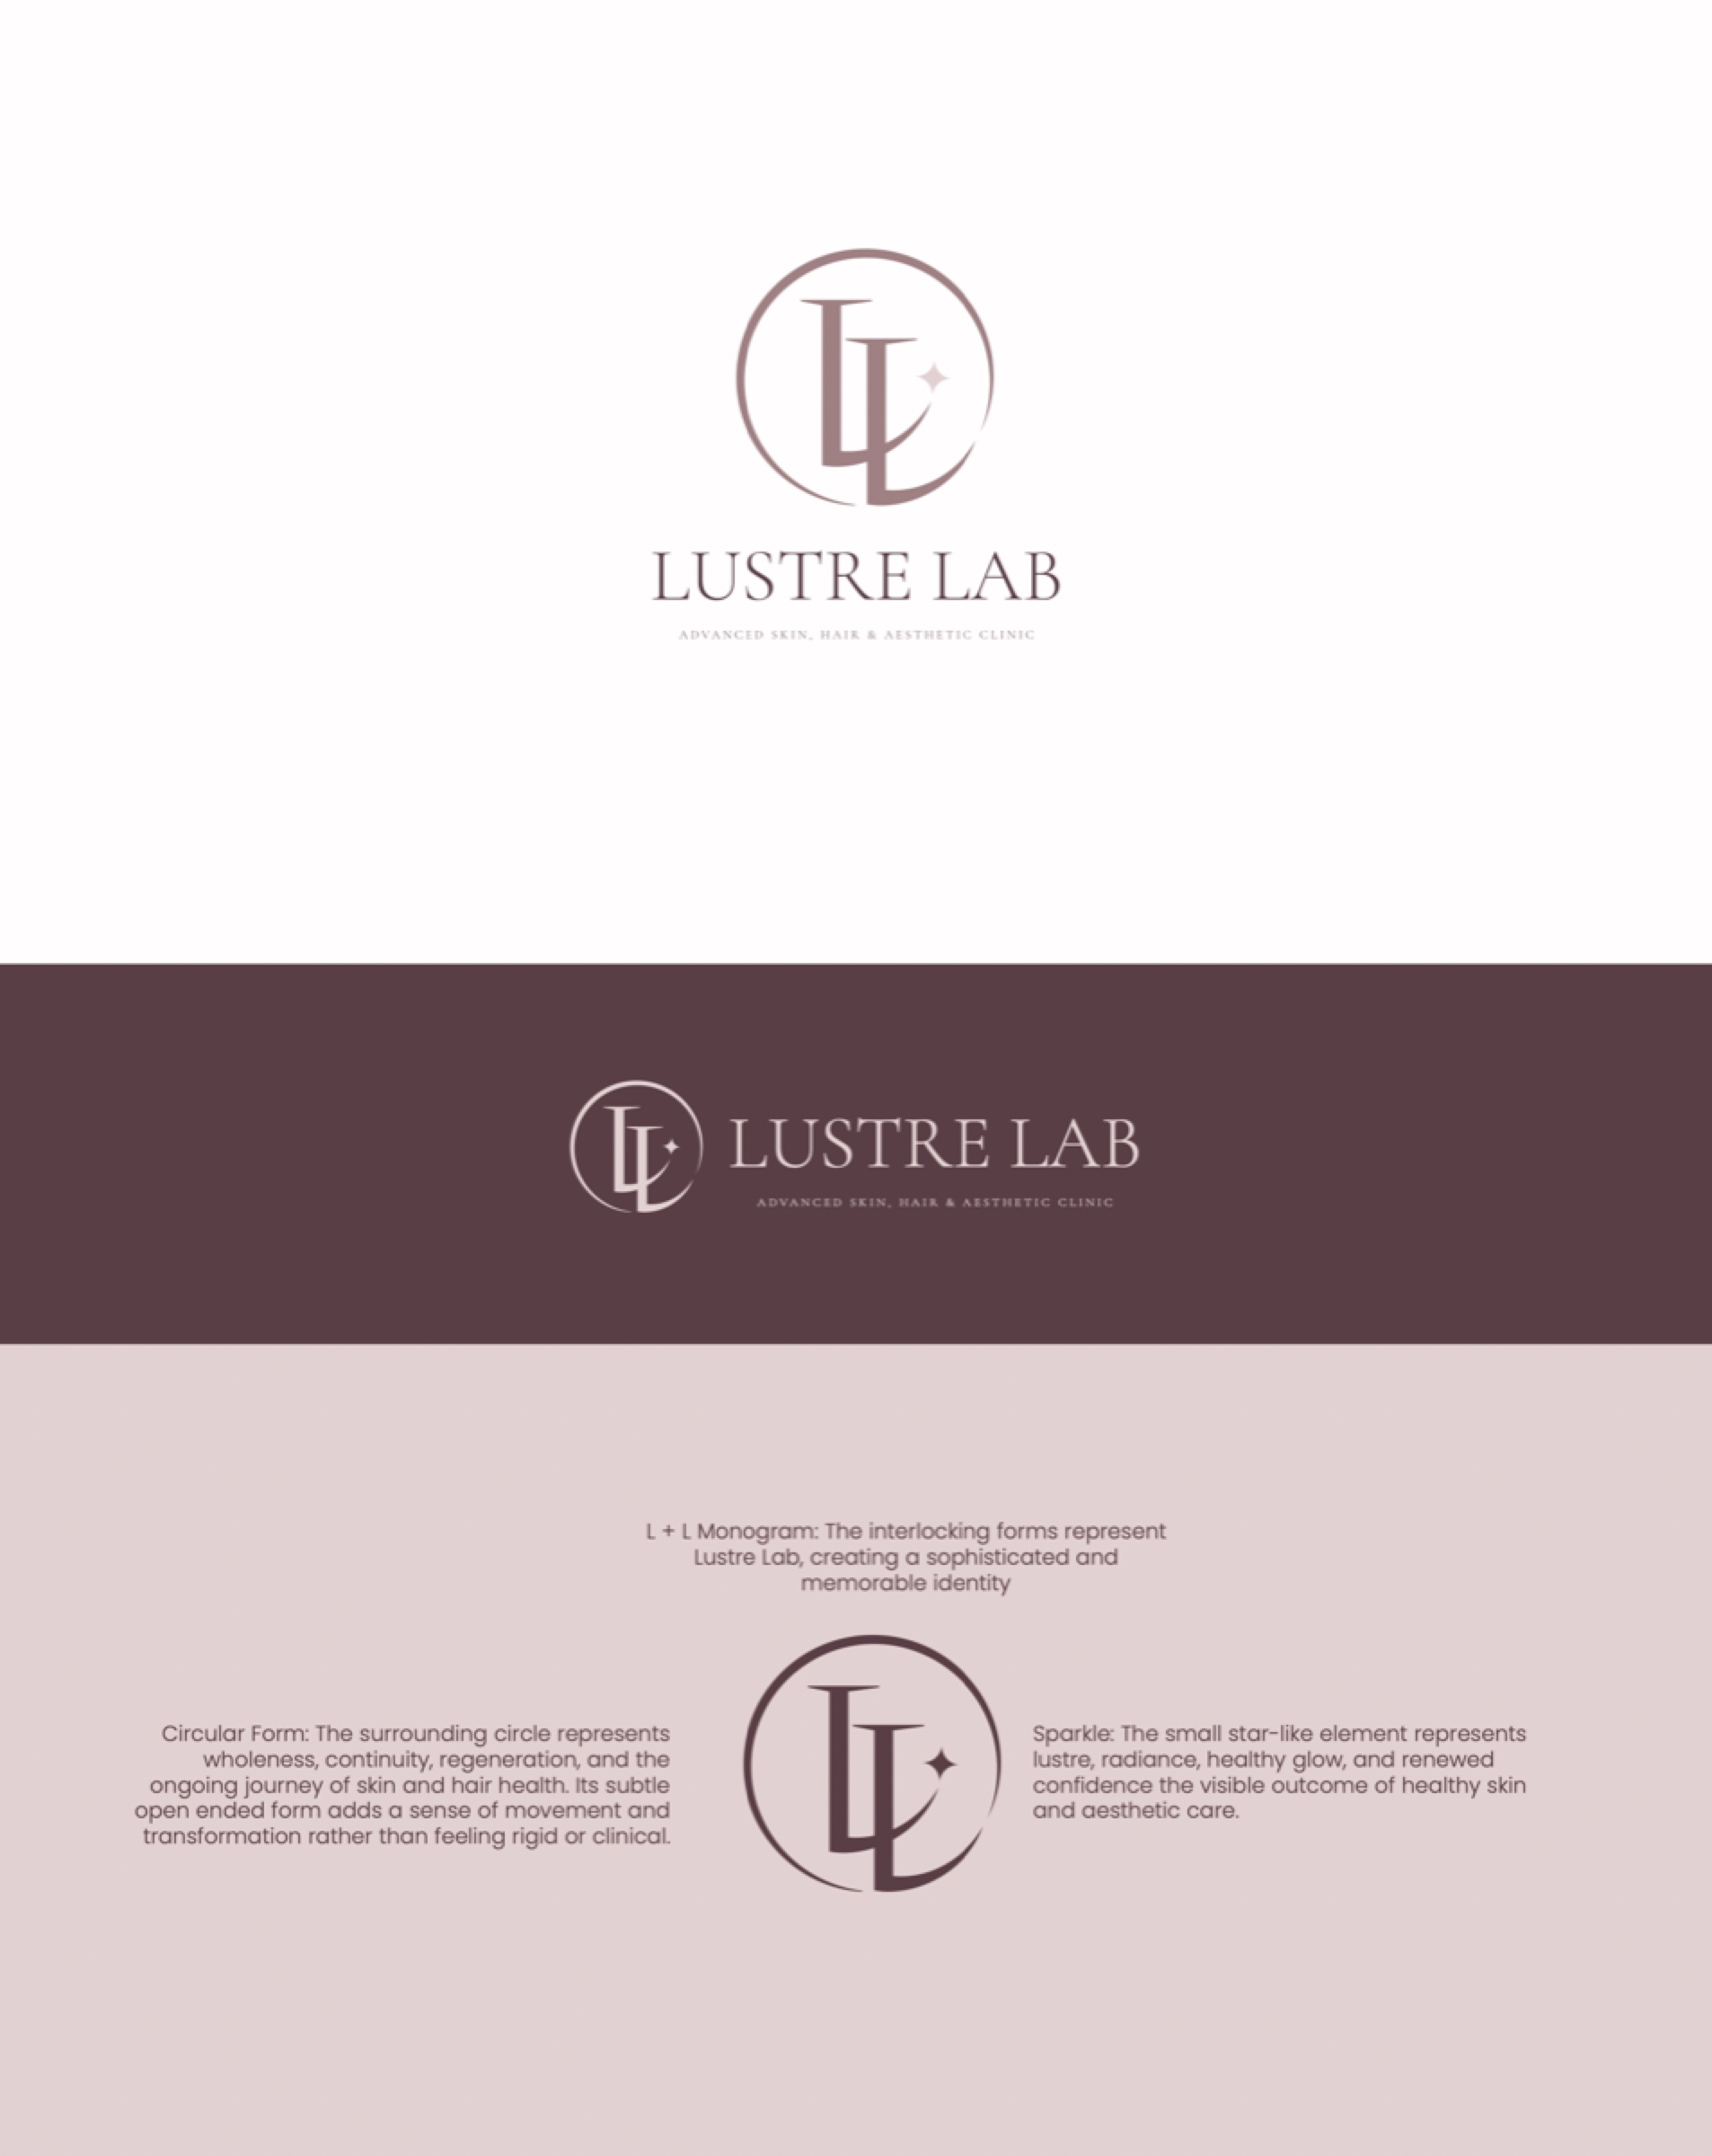 LL
LUSTRE LAB
ADVANCED SKIN, HAIR & AESTHETIC CLINIC
LL
LUSTRE LAB
ADVANCED SKIN, HAIR & AESTHETIC CLINIC
L + L Monogram: The interlocking forms represent
Lustre Lab, creating a sophisticated and
memorable identity
Circular Form: The surrounding circle represents
wholeness, continuity, regeneration, and the
ongoing journey of skin and hair health. Its subtle
open ended form adds a sense of movement and
transformation rather than feeling rigid or clinical.
LL
Sparkle: The small star-like element represents
lustre, radiance, healthy glow, and renewed
confidence the visible outcome of healthy skin
and aesthetic care.